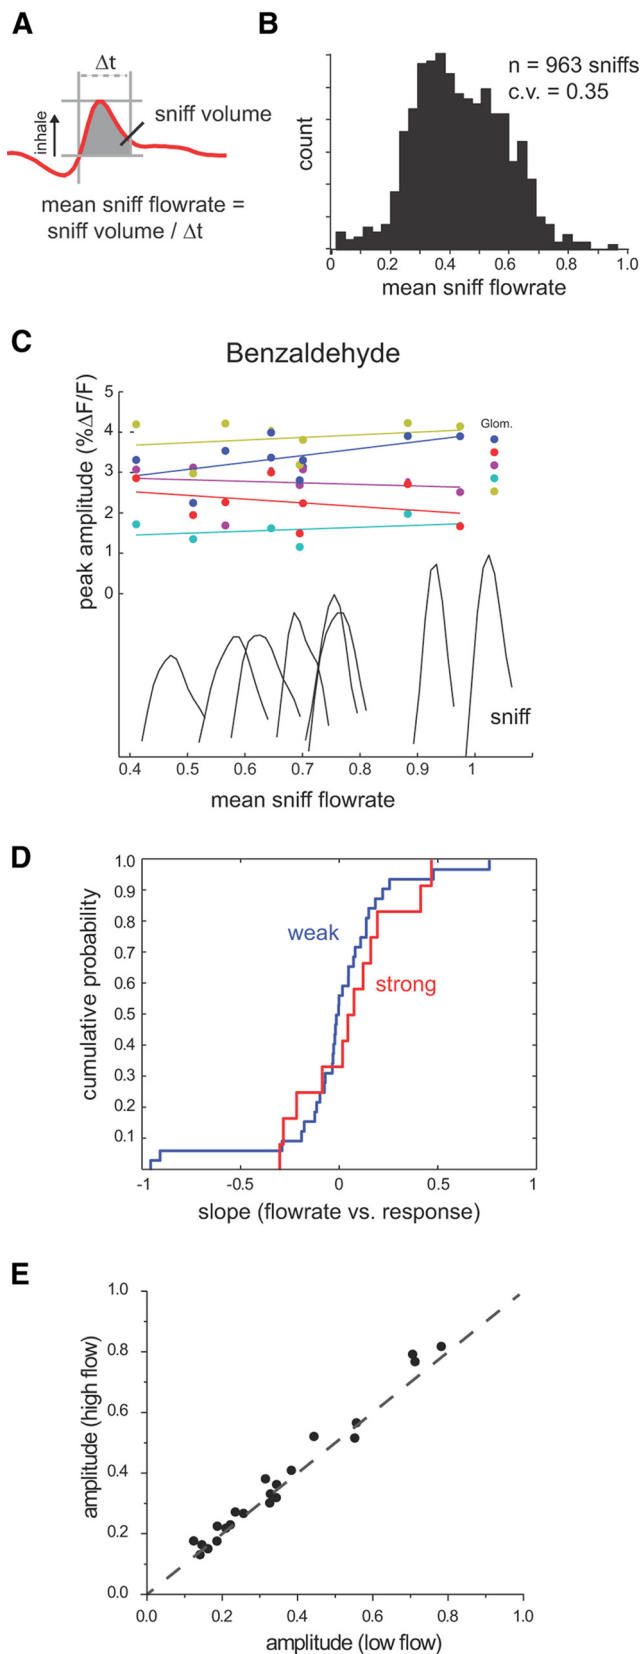 A
Δt
inhale
sniff volume
mean sniff flowrate =
sniff volume / Δt
B
n = 963 sniffs
c.v. = 0.35
count
0 0.2 0.4 0.6 0.8 1.0
mean sniff flowrate
C
Benzaldehyde
peak amplitude (%ΔF/F)
5
4
3
2
1
0
Glom.
sniff
0.4 0.5 0.6 0.7 0.8 0.9 1
mean sniff flowrate
D
cumulative probability
1.0
0.9
0.8
0.7
0.6
0.5
0.4
0.3
0.2
0.1
weak
strong
-1 -0.5 0 0.5 1
slope (flowrate vs. response)
E
amplitude (high flow)
1.0
0.8
0.6
0.4
0.2
0.0
0.0 0.2 0.4 0.6 0.8 1.0
amplitude (low flow)